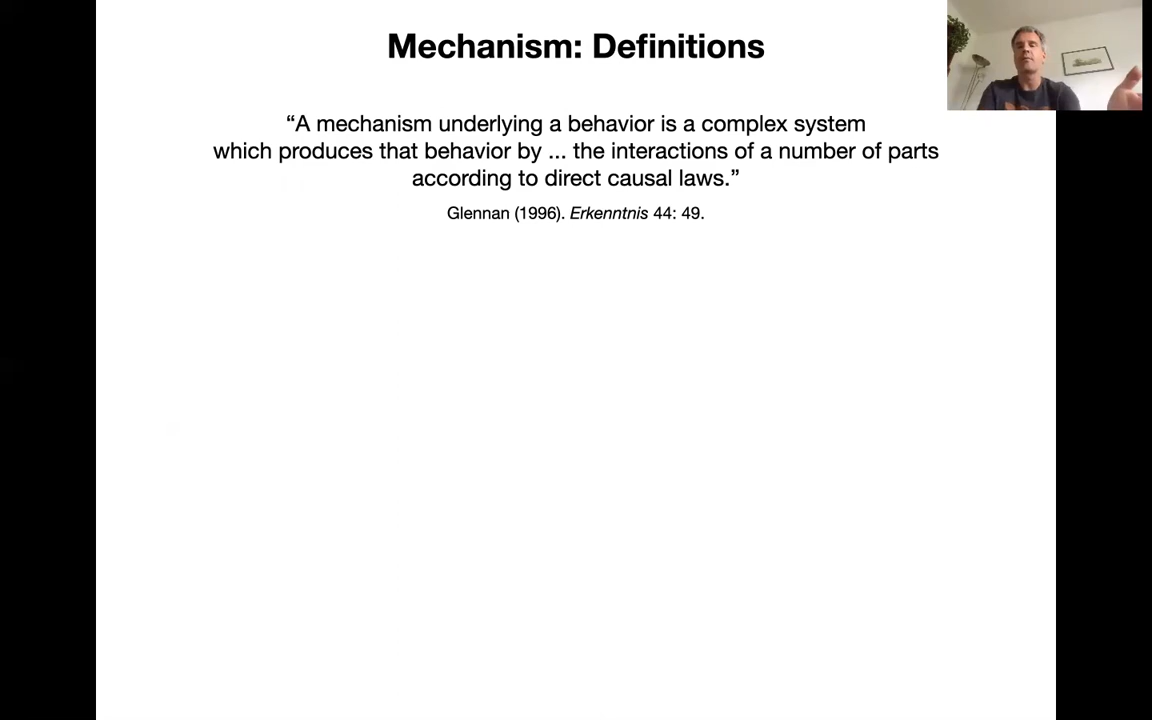 Mechanism: Definitions
“A mechanism underlying a behavior is a complex system
which produces that behavior by ... the interactions of a number of parts
according to direct causal laws.”
Glennan (1996). Erkenntnis 44: 49.